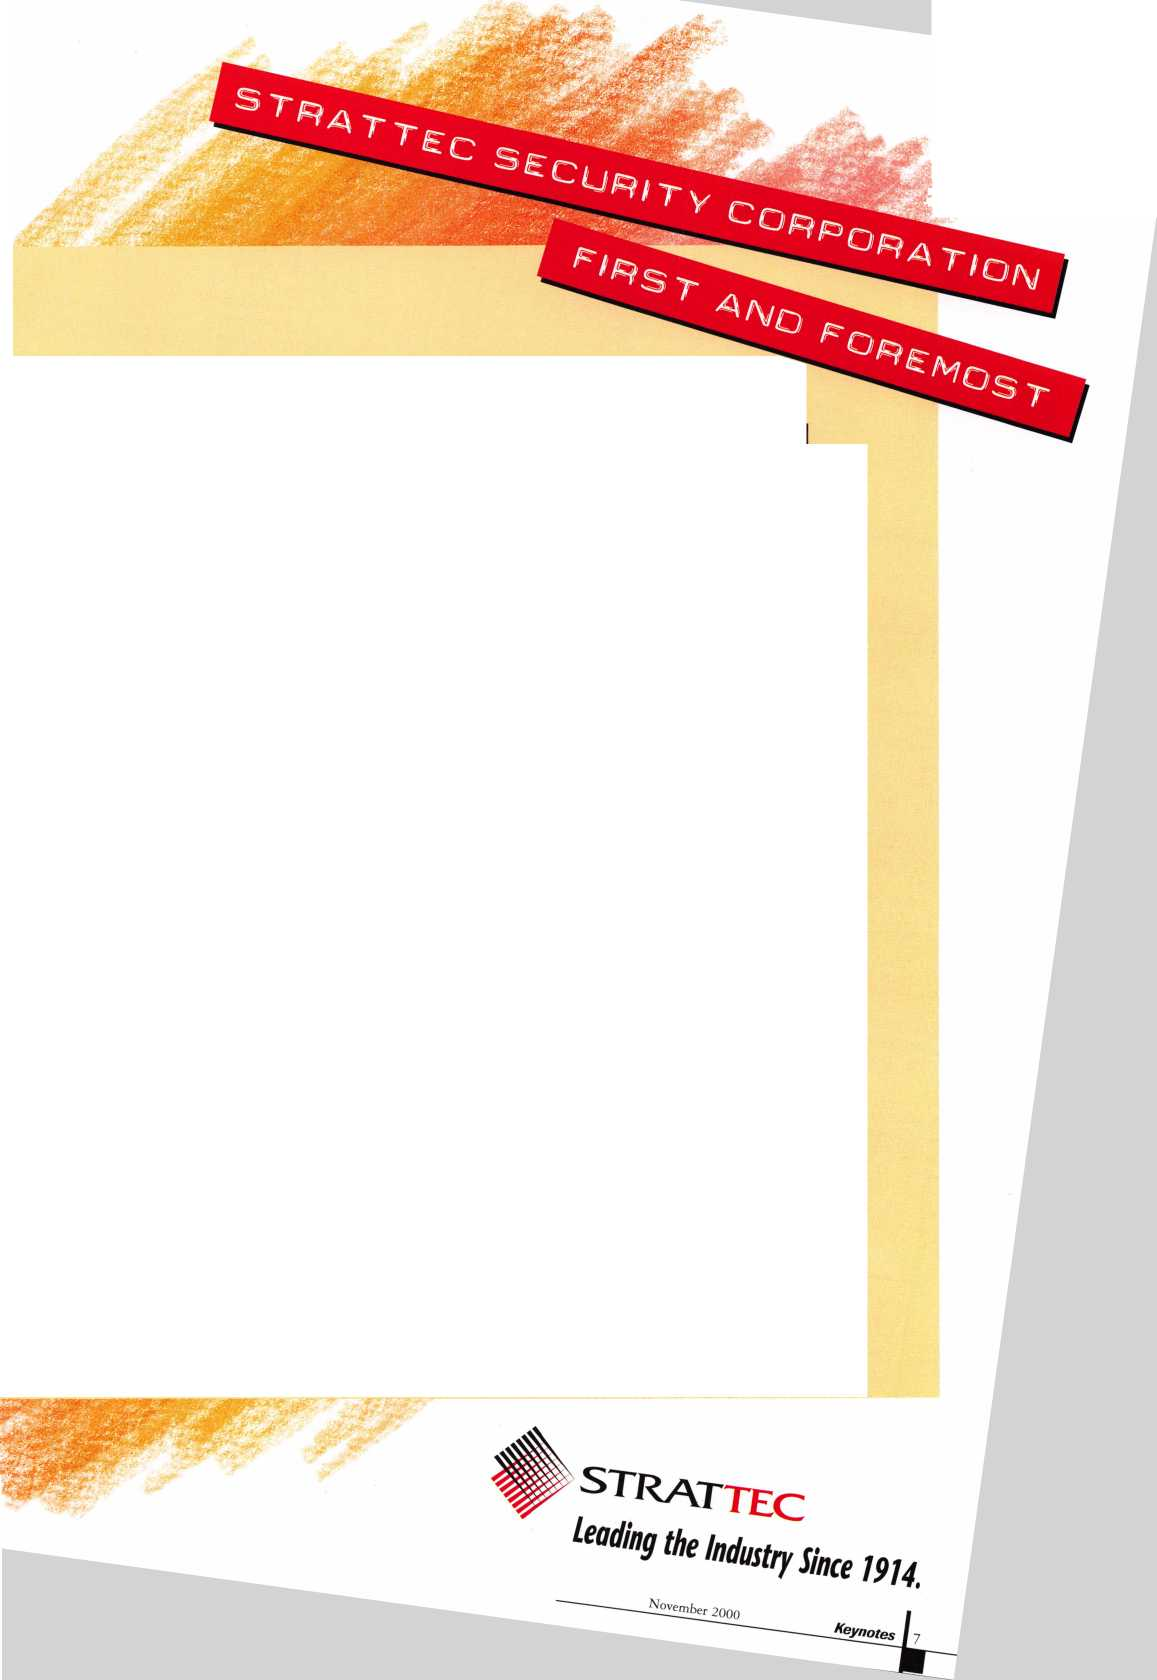 STRATTEC SECURITY CORPORATION
FIRST AND FOREMOST
STRATTEC
Leading the Industry Since 1914.
November 2000
Keynotes 7